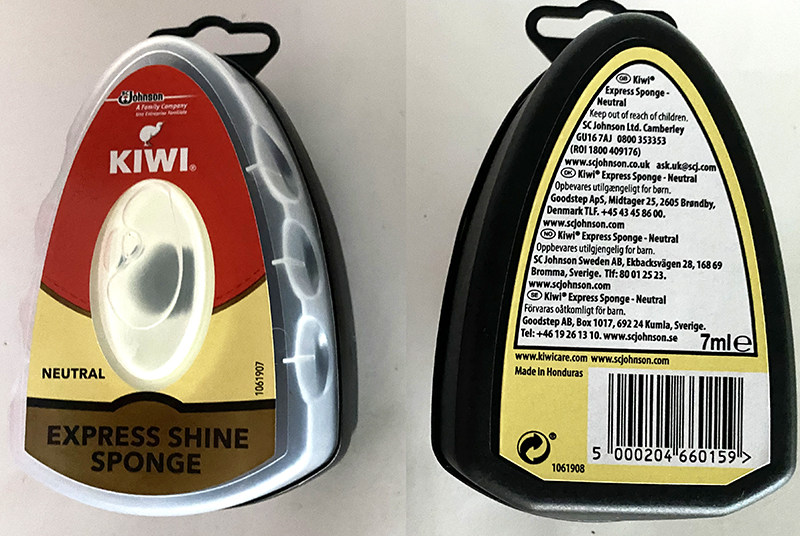 SC Johnson
A Family Company
Une Entreprise Familiale
KIWI®
NEUTRAL
1061907
EXPRESS SHINE
SPONGE
GB Kiwi®
Express Sponge -
Neutral
Keep out of reach of children.
SC Johnson Ltd. Camberley
GU16 7AJ 0800 353353
(ROI 1800 409176)
www.scjohnson.co.uk ask.uk@scj.com
DK Kiwi® Express Sponge - Neutral
Opbevares utilgængeligt for børn.
Goodstep ApS, Midtager 25, 2605 Brøndby,
Denmark TLF. +45 43 45 86 00.
www.scjohnson.com
NO Kiwi® Express Sponge - Neutral
Oppbevares utilgjengelig for barn.
SC Johnson Sweden AB, Ekbacksvägen 28, 168 69
Bromma, Sverige. Tlf: 80 01 25 23.
www.scjohnson.com
SE Kiwi® Express Sponge - Neutral
Förvaras oåtkomligt för barn.
Goodstep AB, Box 1017, 692 24 Kumla, Sverige.
Tel: +46 19 26 13 10. www.scjohnson.se
7ml e
www.kiwicare.com www.scjohnson.com
Made in Honduras
1061908
5 000204 660159 >